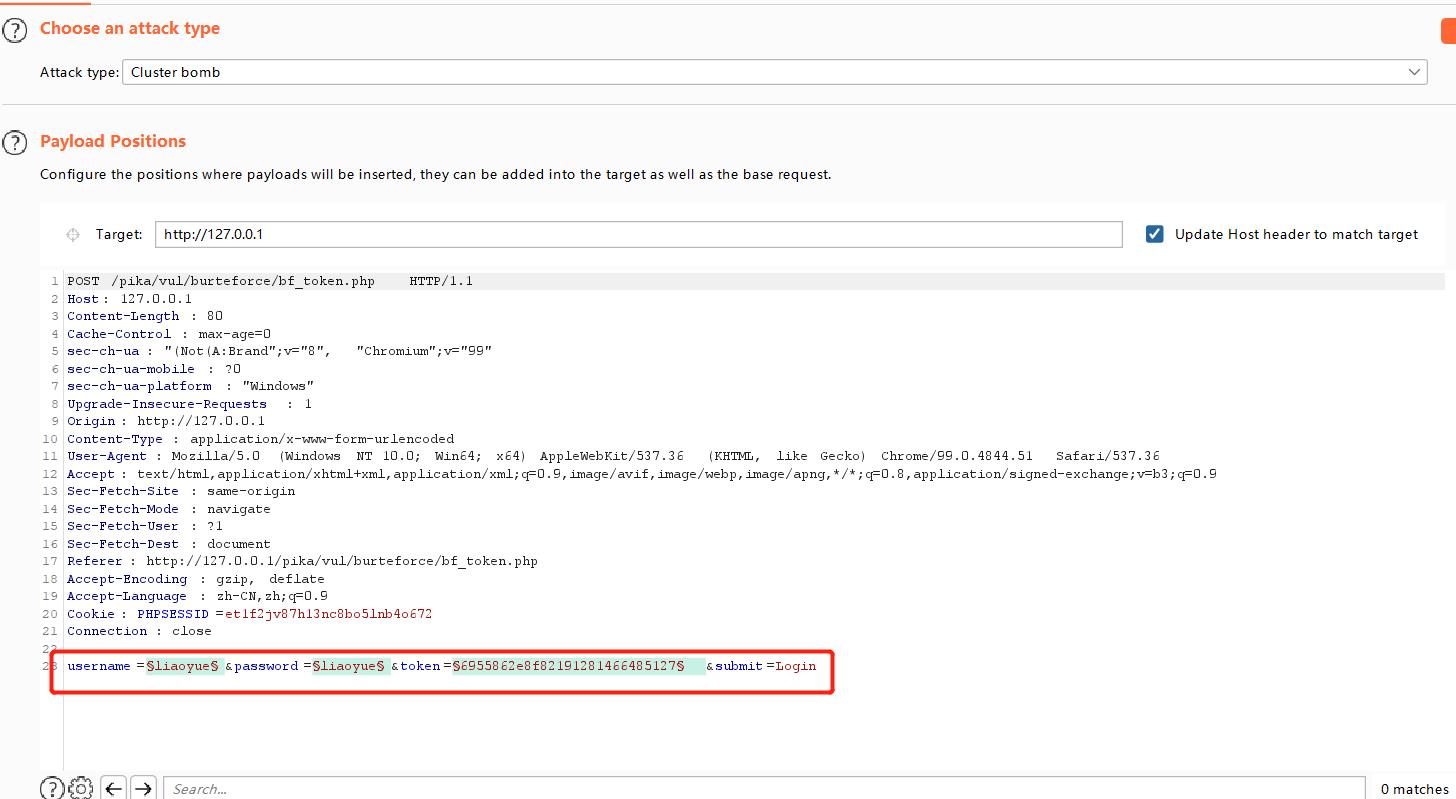 Choose an attack type
Attack type: Cluster bomb
Payload Positions
Configure the positions where payloads will be inserted, they can be added into the target as well as the base request.
Target: http://127.0.0.1 Update Host header to match target
1 POST /pika/vul/burteforce/bf_token.php HTTP/1.1
2 Host : 127.0.0.1
3 Content-Length : 80
4 Cache-Control : max-age=0
5 sec-ch-ua : "(Not(A:Brand";v="8", "Chromium";v="99"
6 sec-ch-ua-mobile : ?0
7 sec-ch-ua-platform : "Windows"
8 Upgrade-Insecure-Requests : 1
9 Origin : http://127.0.0.1
10 Content-Type : application/x-www-form-urlencoded
11 User-Agent : Mozilla/5.0 (Windows NT 10.0; Win64; x64) AppleWebKit/537.36 (KHTML, like Gecko) Chrome/99.0.4844.51 Safari/537.36
12 Accept : text/html,application/xhtml+xml,application/xml;q=0.9,image/avif,image/webp,image/apng,*/*;q=0.8,application/signed-exchange;v=b3;q=0.9
13 Sec-Fetch-Site : same-origin
14 Sec-Fetch-Mode : navigate
15 Sec-Fetch-User : ?1
16 Sec-Fetch-Dest : document
17 Referer : http://127.0.0.1/pika/vul/burteforce/bf_token.php
18 Accept-Encoding : gzip, deflate
19 Accept-Language : zh-CN,zh;q=0.9
20 Cookie : PHPSESSID =et1f2jv87h13nc8bo5lnb4o672
21 Connection : close
22
23 username =§liaoyue§ &password =§liaoyue§ &token =§6955862e8f82191281466485127§ &submit =Login
Search...
0 matches